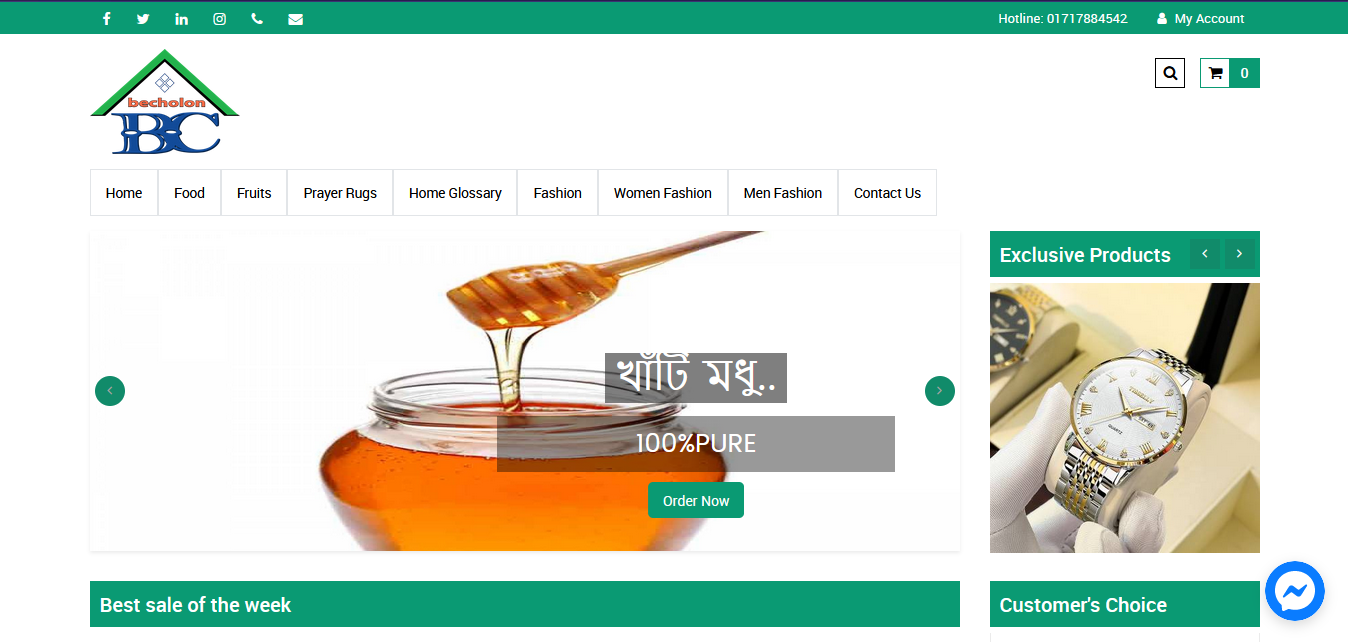 Hotline: 01717884542 My Account
becholon
BC
0
Home Food Fruits Prayer Rugs Home Glossary Fashion Women Fashion Men Fashion Contact Us
Exclusive Products
খাঁটি মধু..
100%PURE
Order Now
QUARTZ
Best sale of the week
Customer's Choice